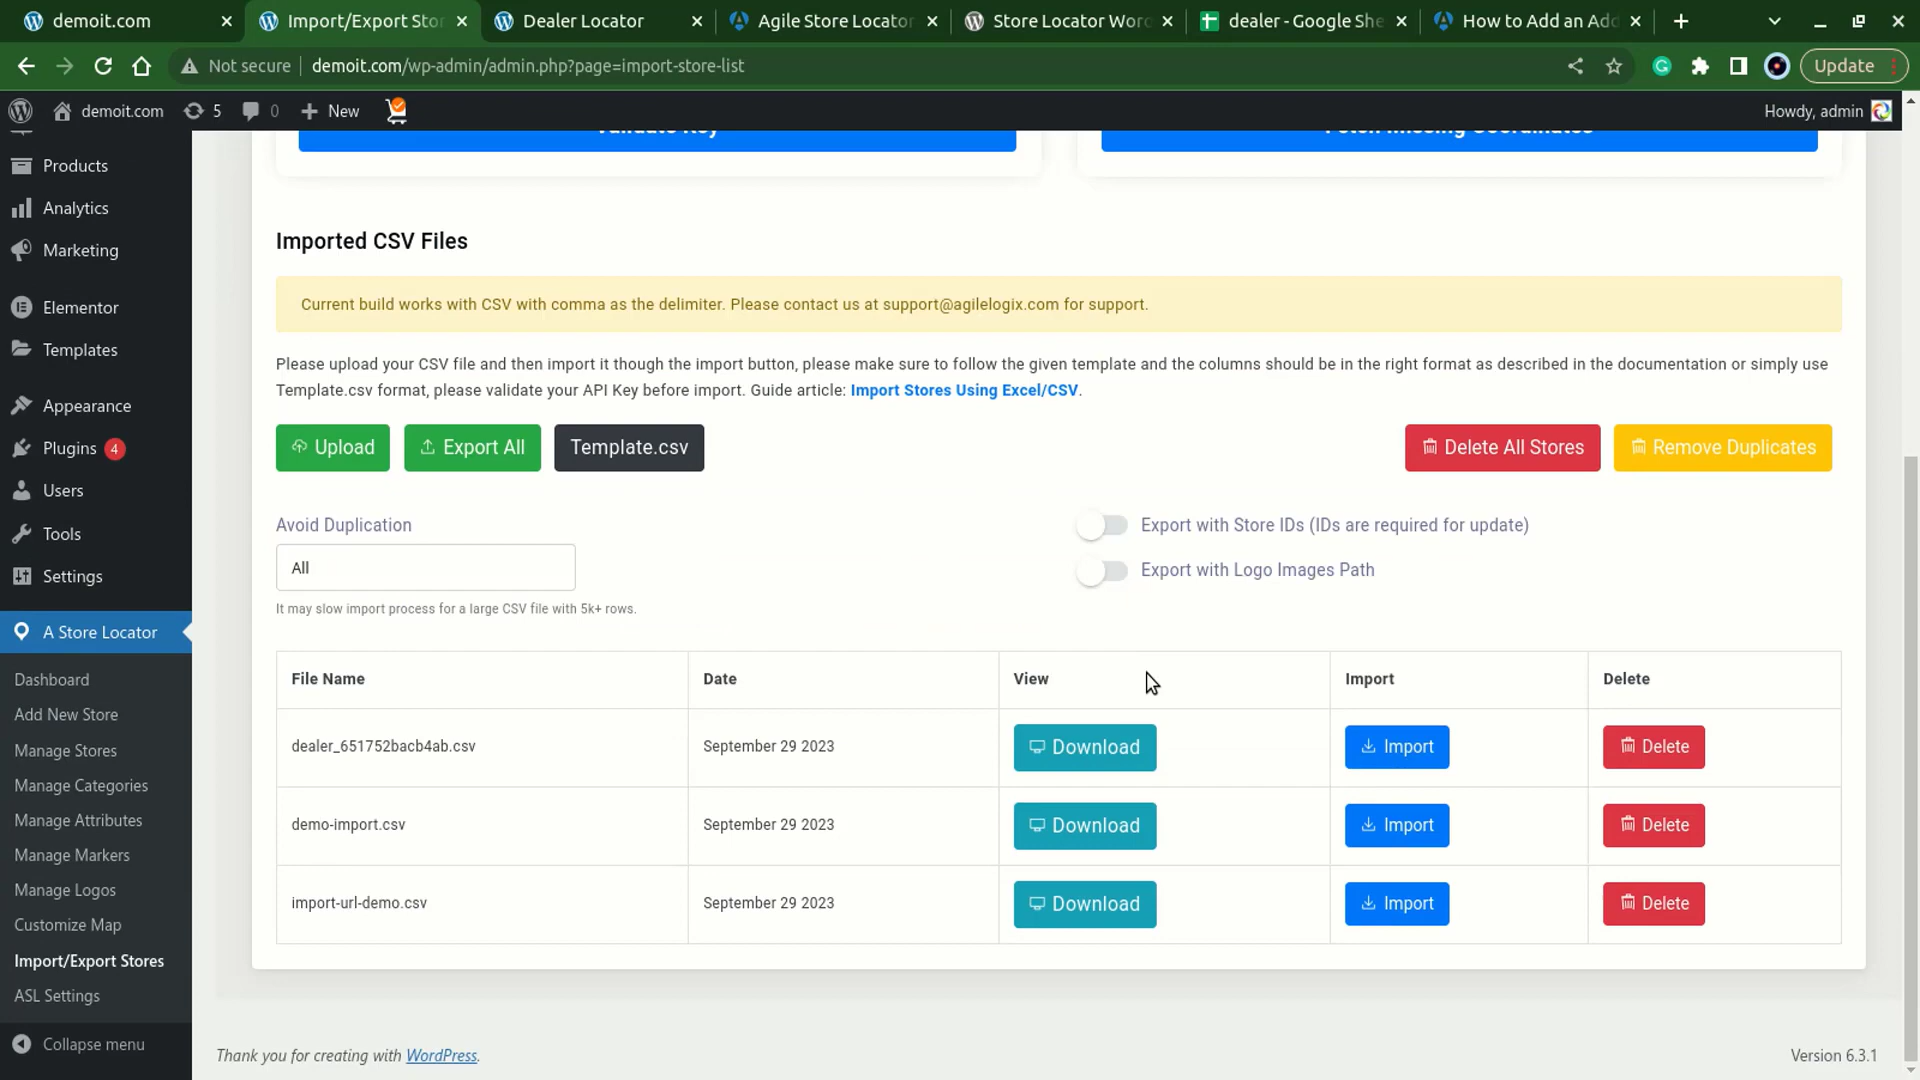 demoit.com
Import/Export Stor
Dealer Locator
Agile Store Locator
Store Locator Wor
dealer - Google She
How to Add an Add
Not secure
demoit.com/wp-admin/admin.php?page=import-store-list
Update
demoit.com
5
0
New
Howdy, admin
Products
Analytics
Marketing
Elementor
Templates
Appearance
Plugins 4
Users
Tools
Settings
A Store Locator
Dashboard
Add New Store
Manage Stores
Manage Categories
Manage Attributes
Manage Markers
Manage Logos
Customize Map
Import/Export Stores
ASL Settings
Collapse menu
Validate Key
Fetch Missing Coordinates
Imported CSV Files
Current build works with CSV with comma as the delimiter. Please contact us at support@agilelogix.com for support.
Please upload your CSV file and then import it though the import button, please make sure to follow the given template and the columns should be in the right format as described in the documentation or simply use
Template.csv format, please validate your API Key before import. Guide article: Import Stores Using Excel/CSV.
Upload
Export All
Template.csv
Delete All Stores
Remove Duplicates
Avoid Duplication
All
It may slow import process for a large CSV file with 5k+ rows.
Export with Store IDs (IDs are required for update)
Export with Logo Images Path
File Name Date View Import Delete
dealer_651752bacb4ab.csv September 29 2023 Download Import Delete
demo-import.csv September 29 2023 Download Import Delete
import-url-demo.csv September 29 2023 Download Import Delete
Thank you for creating with WordPress.
Version 6.3.1